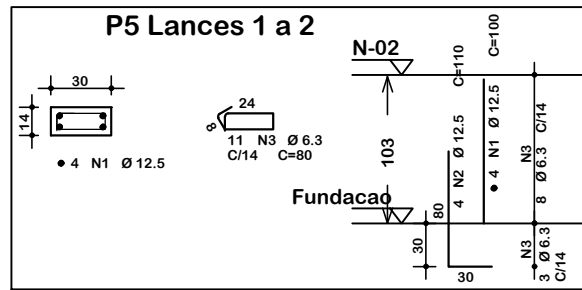 P5 Lances 1 a 2
30
14
4 N1 Ø 12.5
24
8
11 N3 Ø 6.3
C/14 C=80
N-02
103
Fundacao
30
80
4 N2 Ø 12.5 C=110
4 N1 Ø 12.5 C=100
30
N3
8 Ø 6.3 C/14
N3
3 Ø 6.3
C/14